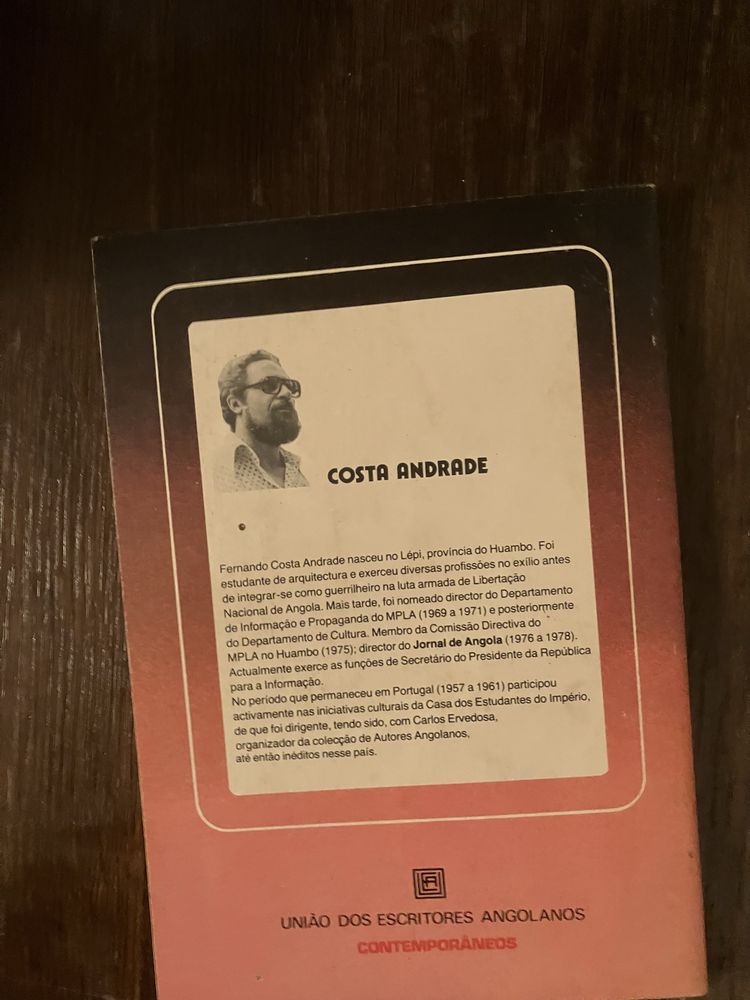 COSTA ANDRADE
Fernando Costa Andrade nasceu no Lépi, província do Huambo. Foi
estudante de arquitectura e exerceu diversas profissões no exílio antes
de integrar-se como guerrilheiro na luta armada de Libertação
Nacional de Angola. Mais tarde, foi nomeado director do Departamento
de Informação e Propaganda do MPLA (1969 a 1971) e posteriormente
do Departamento de Cultura. Membro da Comissão Directiva do
MPLA no Huambo (1975); director do Jornal de Angola (1976 a 1978).
Actualmente exerce as funções de Secretário do Presidente da República
para a Informação.
No período que permaneceu em Portugal (1957 a 1961) participou
activamente nas iniciativas culturais da Casa dos Estudantes do Império,
de que foi dirigente, tendo sido, com Carlos Ervedosa,
organizador da colecção de Autores Angolanos,
até então inéditos nesse país.
UNIÃO DOS ESCRITORES ANGOLANOS
CONTEMPORÂNEOS